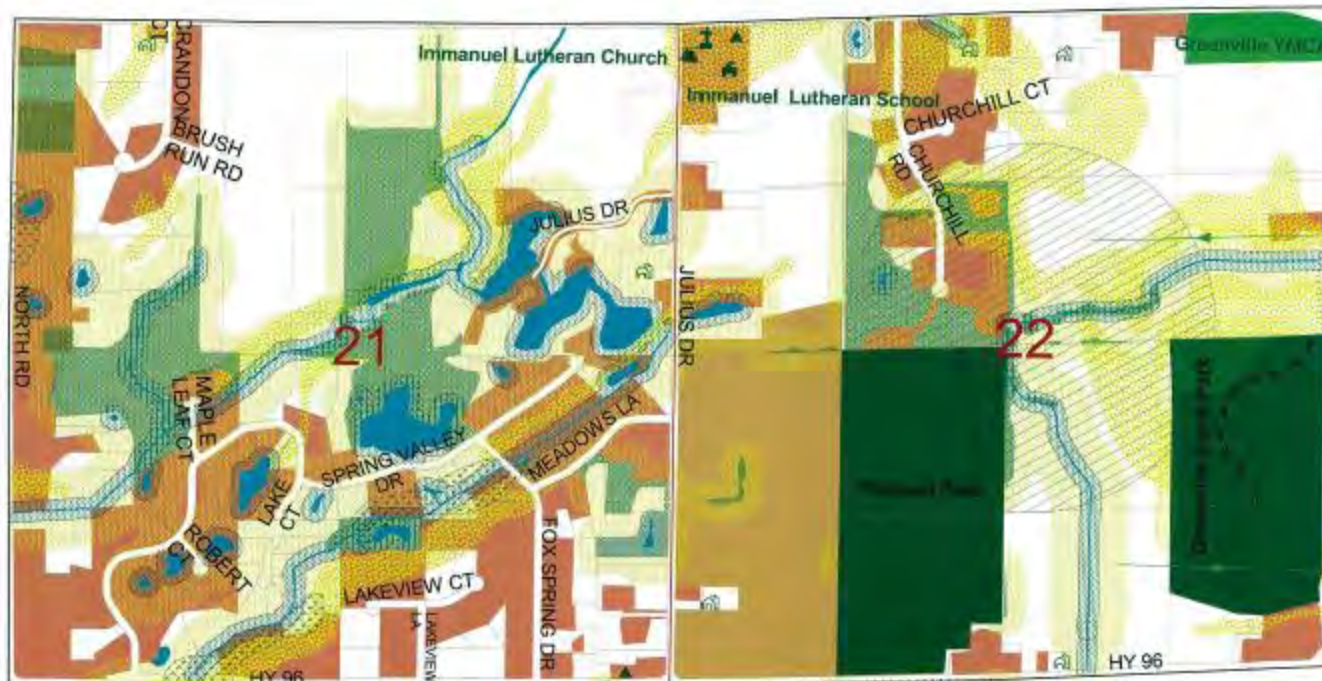 CRANDON
CT
BRUSH
RUN RD
Immanuel Lutheran Church
JULIUS DR
NORTH RD
21
MAPLE
LEAF CT
SPRING VALLEY
DR
MEADOWS LA
LAKE
CT
ROBERT
CT
LAKEVIEW CT
LAKEVIEW
LA
FOX SPRING DR
HY 96
Greenville YMCA
Immanuel Lutheran School
CHURCHILL CT
CHURCHILL
RD
JULIUS DR
22
HY 96